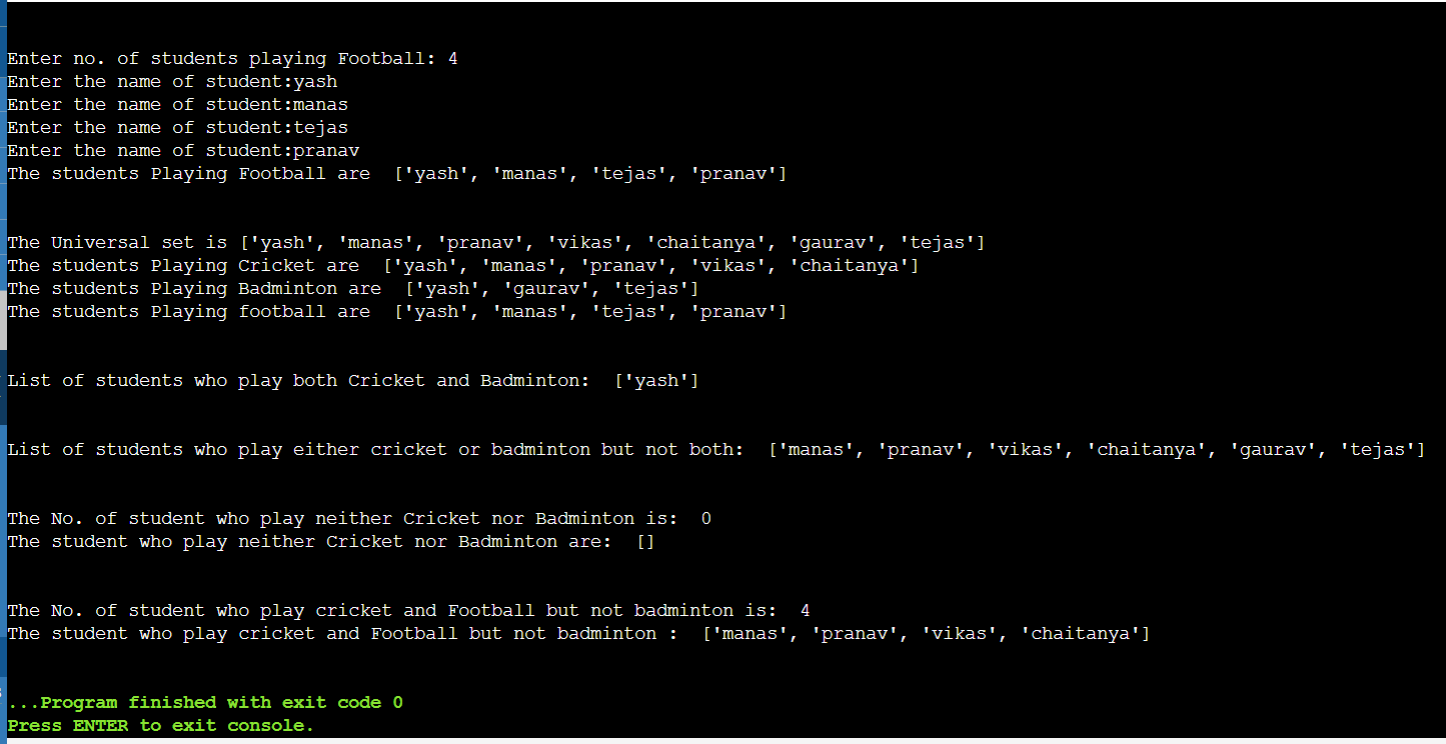 Enter no. of students playing Football: 4
Enter the name of student:yash
Enter the name of student:manas
Enter the name of student:tejas
Enter the name of student:pranav
The students Playing Football are  ['yash', 'manas', 'tejas', 'pranav']
The Universal set is ['yash', 'manas', 'pranav', 'vikas', 'chaitanya', 'gaurav', 'tejas']
The students Playing Cricket are  ['yash', 'manas', 'pranav', 'vikas', 'chaitanya']
The students Playing Badminton are  ['yash', 'gaurav', 'tejas']
The students Playing football are  ['yash', 'manas', 'tejas', 'pranav']
List of students who play both Cricket and Badminton:  ['yash']
List of students who play either cricket or badminton but not both:  ['manas', 'pranav', 'vikas', 'chaitanya', 'gaurav', 'tejas']
The No. of student who play neither Cricket nor Badminton is:  0
The student who play neither Cricket nor Badminton are:  []
The No. of student who play cricket and Football but not badminton is:  4
The student who play cricket and Football but not badminton :  ['manas', 'pranav', 'vikas', 'chaitanya']
...Program finished with exit code 0
Press ENTER to exit console.